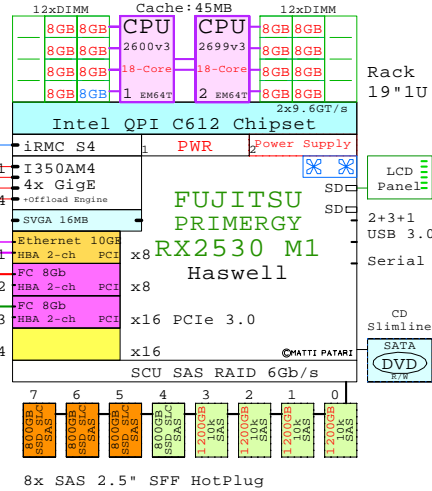 12xDIMM Cache:45MB 12xDIMM
8GB 8GB CPU CPU 8GB 8GB
8GB 8GB 2600v3 2699v3 8GB 8GB
8GB 8GB 18-Core 18-Core 8GB 8GB
8GB 8GB 1 EM64T 2 EM64T 8GB 8GB
Rack
19"1U
2x9.6GT/s
Intel QPI C612 Chipset
iRMC S4 1 PWR 2 Power Supply
1 I350AM4
4x GigE
4 +Offload Engine
SVGA 16MB
SD
SD
LCD
Panel
FUJITSU
PRIMERGY
RX2530 M1
Haswell
2+3+1
USB 3.0
Serial
Ethernet 10GB
1 HBA 2-ch PCI x8
FC 8Gb
2 HBA 2-ch PCI x8
FC 8Gb
3 HBA 2-ch PCI x16 PCIe 3.0
4 x16
©MATTI PATARI
CD
Slimline
SATA
DVD
R/W
SCU SAS RAID 6Gb/s
7 6 5 4 3 2 1 0
800GB SSD SLC SAS
800GB SSD SLC SAS
800GB SSD SLC SAS
800GB SSD SLC SAS
1200GB 10k SAS
1200GB 10k SAS
1200GB 10k SAS
1200GB 10k SAS
8x SAS 2.5" SFF HotPlug